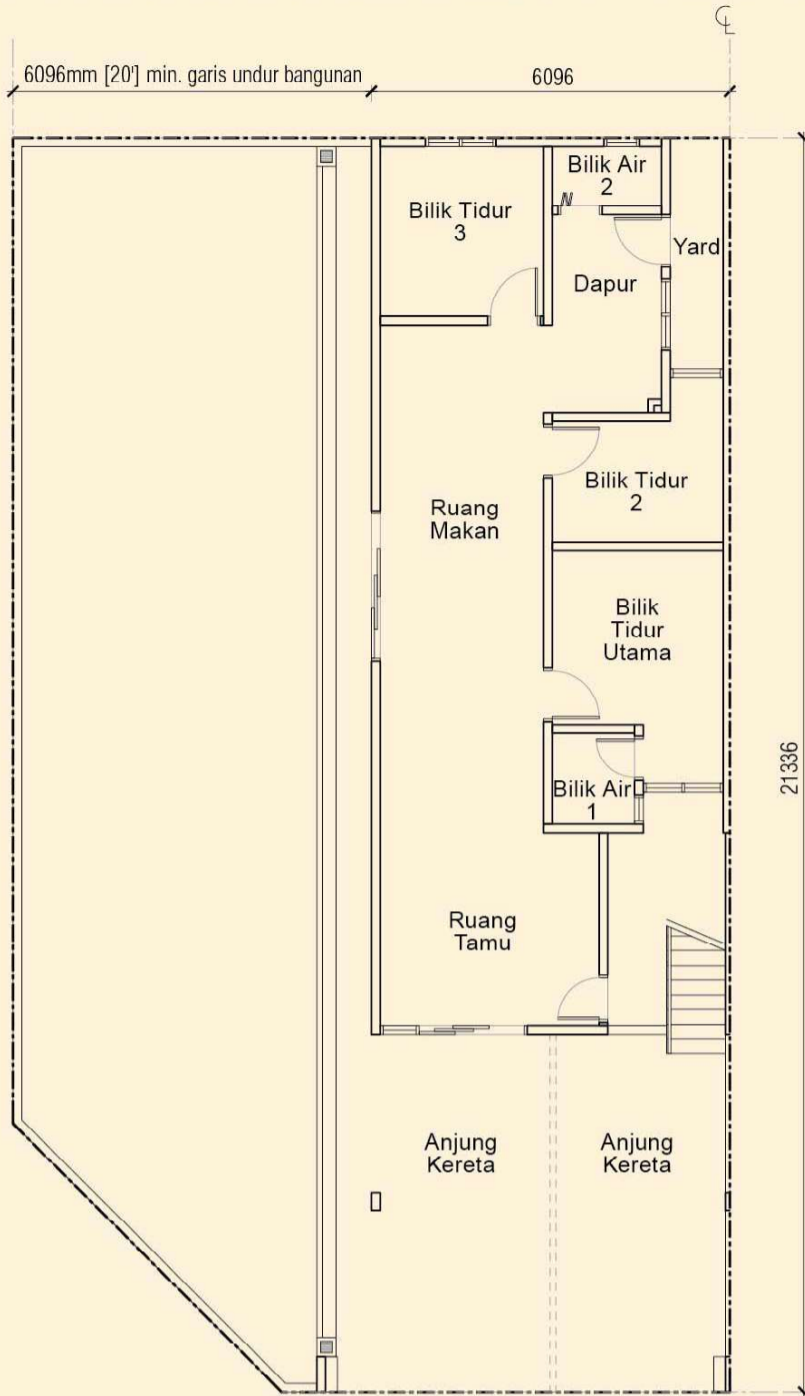 ℄
6096mm [20'] min. garis undur bangunan
6096
Bilik Air
2
Bilik Tidur
3
Yard
Dapur
Bilik Tidur
2
Ruang
Makan
Bilik
Tidur
Utama
21336
Bilik Air
1
Ruang
Tamu
Anjung
Kereta
Anjung
Kereta